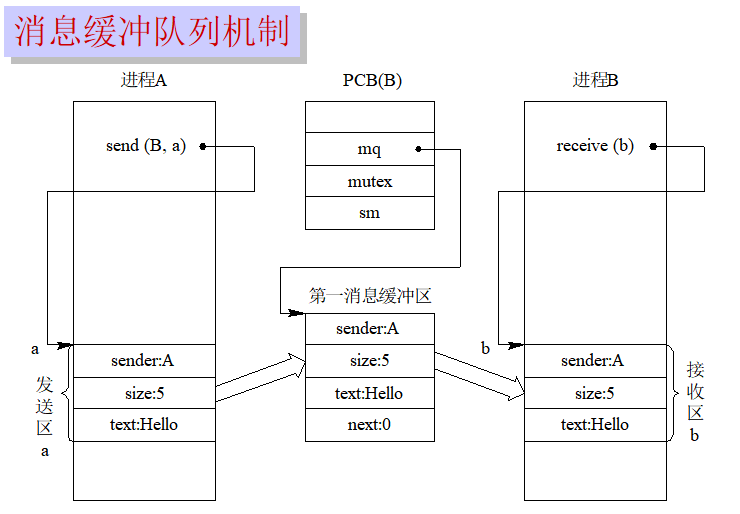 消息缓冲队列机制
进程A
PCB(B)
进程B
send (B, a)
mq
mutex
sm
receive (b)
第一消息缓冲区
a
sender:A
size:5
text:Hello
发送区a
sender:A
size:5
text:Hello
next:0
b
sender:A
size:5
text:Hello
接收区b